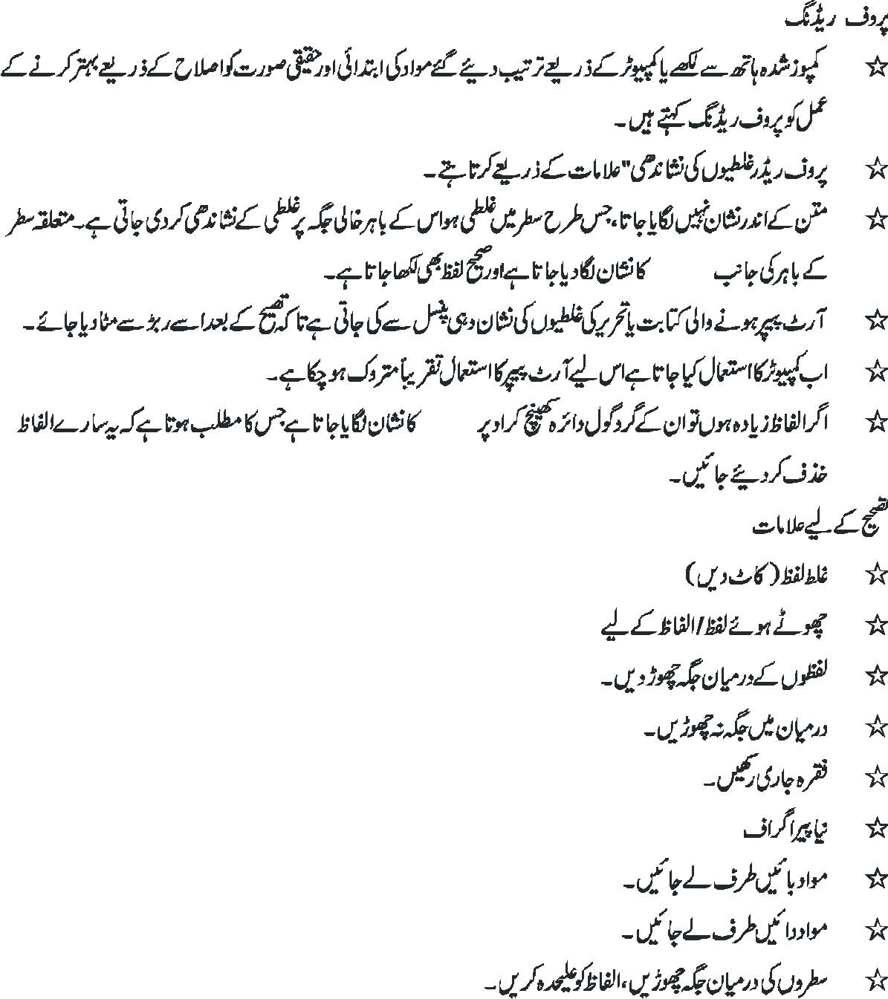 پروف ریڈنگ
☆ کمپوز شدہ ہاتھ سے لکھے یا کمپیوٹر کے ذریعے ترتیب دیئے گئے مواد کی ابتدائی اور حقیقی صورت کو اصلاح کے ذریعے بہتر کرنے کے
عمل کو پروف ریڈنگ کہتے ہیں۔
☆ پروف ریڈر غلطیوں کی نشاندھی "علامات کے ذریعے کرتا ہتے۔
☆ متن کے اندر نشان نہیں لگایا جاتا، جس طرح سطر میں غلطی ہو اس کے باہر خالی جگہ پر غلطی کے نشاندھی کر دی جاتی ہے۔ متعلقہ سطر
کے باہر کی جانب کا نشان لگا دیا جاتا ہے اور صحیح لفظ بھی لکھا جاتا ہے۔
☆ آرٹ پیپر ہونے والی کتابت یا تحریر کی غلطیوں کی نشان دہی پنسل سے کی جاتی ہے تا کہ تصیح کے بعد اسے ربڑ سے مٹا دیا جائے۔
☆ اب کمپیوٹر کا استعمال کیا جاتا ہے اس لیے آرٹ پیپر کا استعمال تقریباً متروک ہو چکا ہے۔
☆ اگر الفاظ زیادہ ہوں تو ان کے گرد گول دائرہ کھینچ کر اوپر کا نشان لگایا جاتا ہے جس کا مطلب ہوتا ہے کہ یہ سارے الفاظ
خذف کر دیئے جائیں۔
تصحیح کے لیے علامات
☆ غلط لفظ (کاٹ دیں)
☆ چھوٹے ہوئے لفظ/الفاظ کے لیے
☆ لفظوں کے درمیان جگہ چھوڑ دیں۔
☆ درمیان میں جگہ نہ چھوڑیں۔
☆ فقرہ جاری رکھیں۔
☆ نیا پیراگراف
☆ مواد بائیں طرف لے جائیں۔
☆ مواد دائیں طرف لے جائیں۔
☆ سطروں کی درمیان جگہ چھوڑیں، الفاظ کو علیحدہ کریں۔